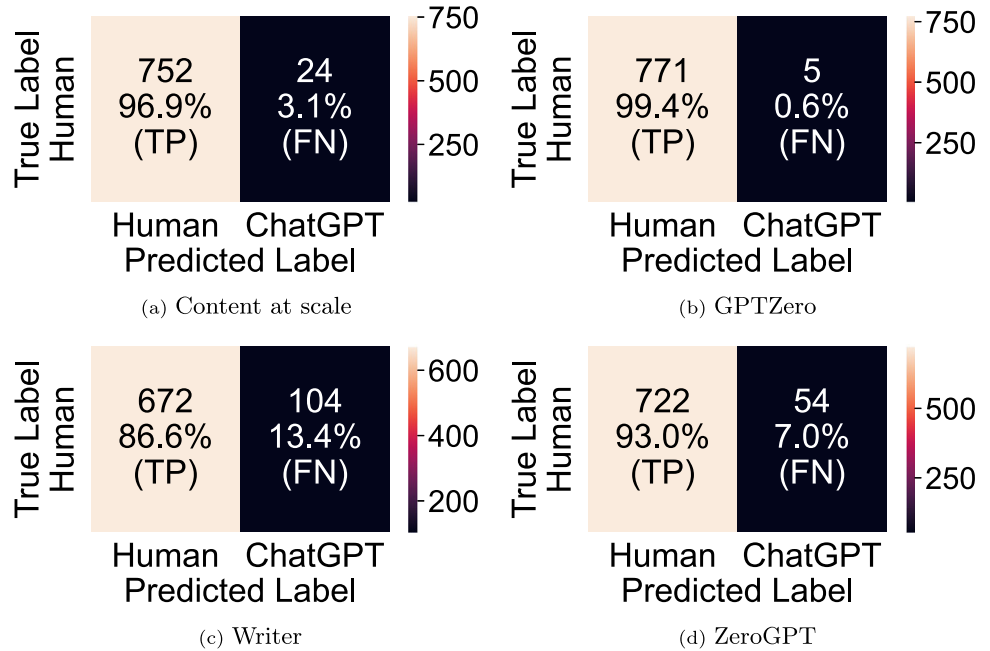 True Label
Human
752
96.9%
(TP)
24
3.1%
(FN)
750
500
250
Human ChatGPT
Predicted Label
(a) Content at scale
True Label
Human
771
99.4%
(TP)
5
0.6%
(FN)
750
500
250
Human ChatGPT
Predicted Label
(b) GPTZero
True Label
Human
672
86.6%
(TP)
104
13.4%
(FN)
600
400
200
Human ChatGPT
Predicted Label
(c) Writer
True Label
Human
722
93.0%
(TP)
54
7.0%
(FN)
500
250
Human ChatGPT
Predicted Label
(d) ZeroGPT